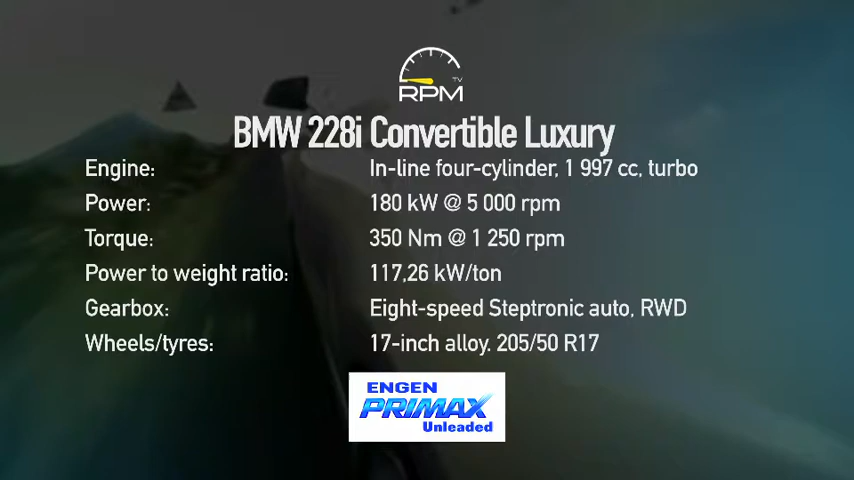 TV
RPM
BMW 228i Convertible Luxury
Engine: In-line four-cylinder, 1 997 cc, turbo
Power: 180 kW @ 5 000 rpm
Torque: 350 Nm @ 1 250 rpm
Power to weight ratio: 117,26 kW/ton
Gearbox: Eight-speed Steptronic auto, RWD
Wheels/tyres: 17-inch alloy. 205/50 R17
ENGEN
PRIMAX
Unleaded